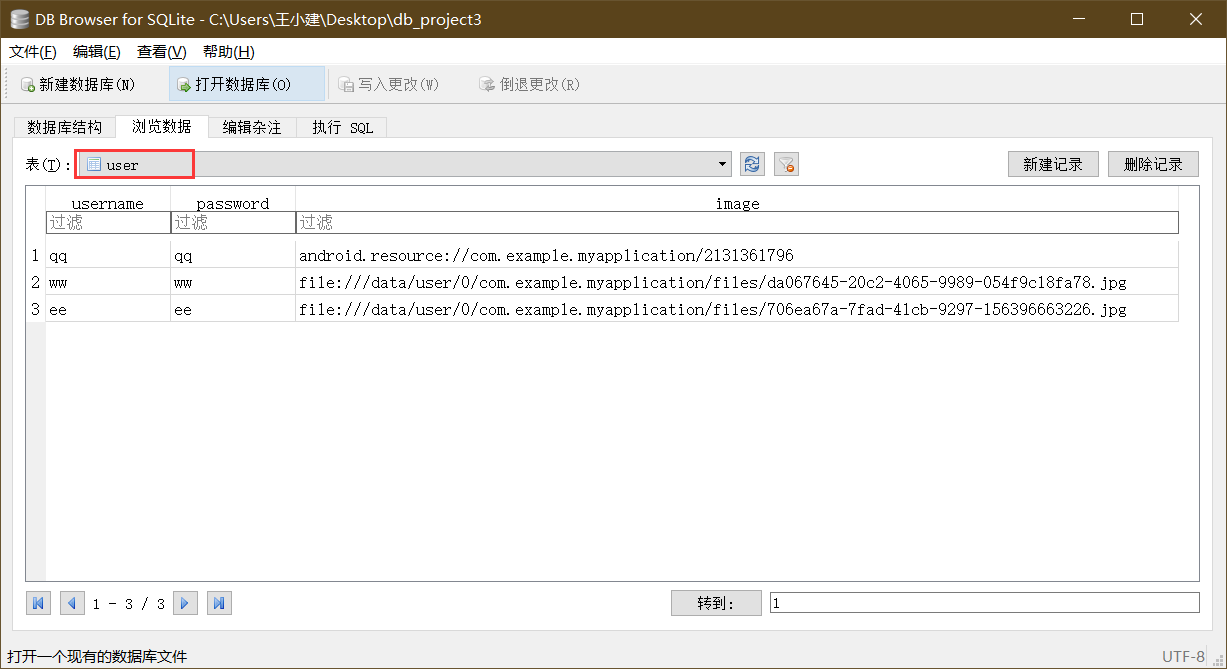 DB Browser for SQLite - C:\Users\王小建\Desktop\db_project3
文件(F) 编辑(E) 查看(V) 帮助(H)
新建数据库(N) 打开数据库(O) 写入更改(W) 倒退更改(R)
数据库结构 浏览数据 编辑杂注 执行 SQL
表(T): user 新建记录 删除记录
username password image
过滤 过滤 过滤
1 qq qq android.resource://com.example.myapplication/2131361796
2 ww ww file:///data/user/0/com.example.myapplication/files/da067645-20c2-4065-9989-054f9c18fa78.jpg
3 ee ee file:///data/user/0/com.example.myapplication/files/706ea67a-7fad-41cb-9297-156396663226.jpg
1 - 3 / 3 转到: 1
打开一个现有的数据库文件 UTF-8